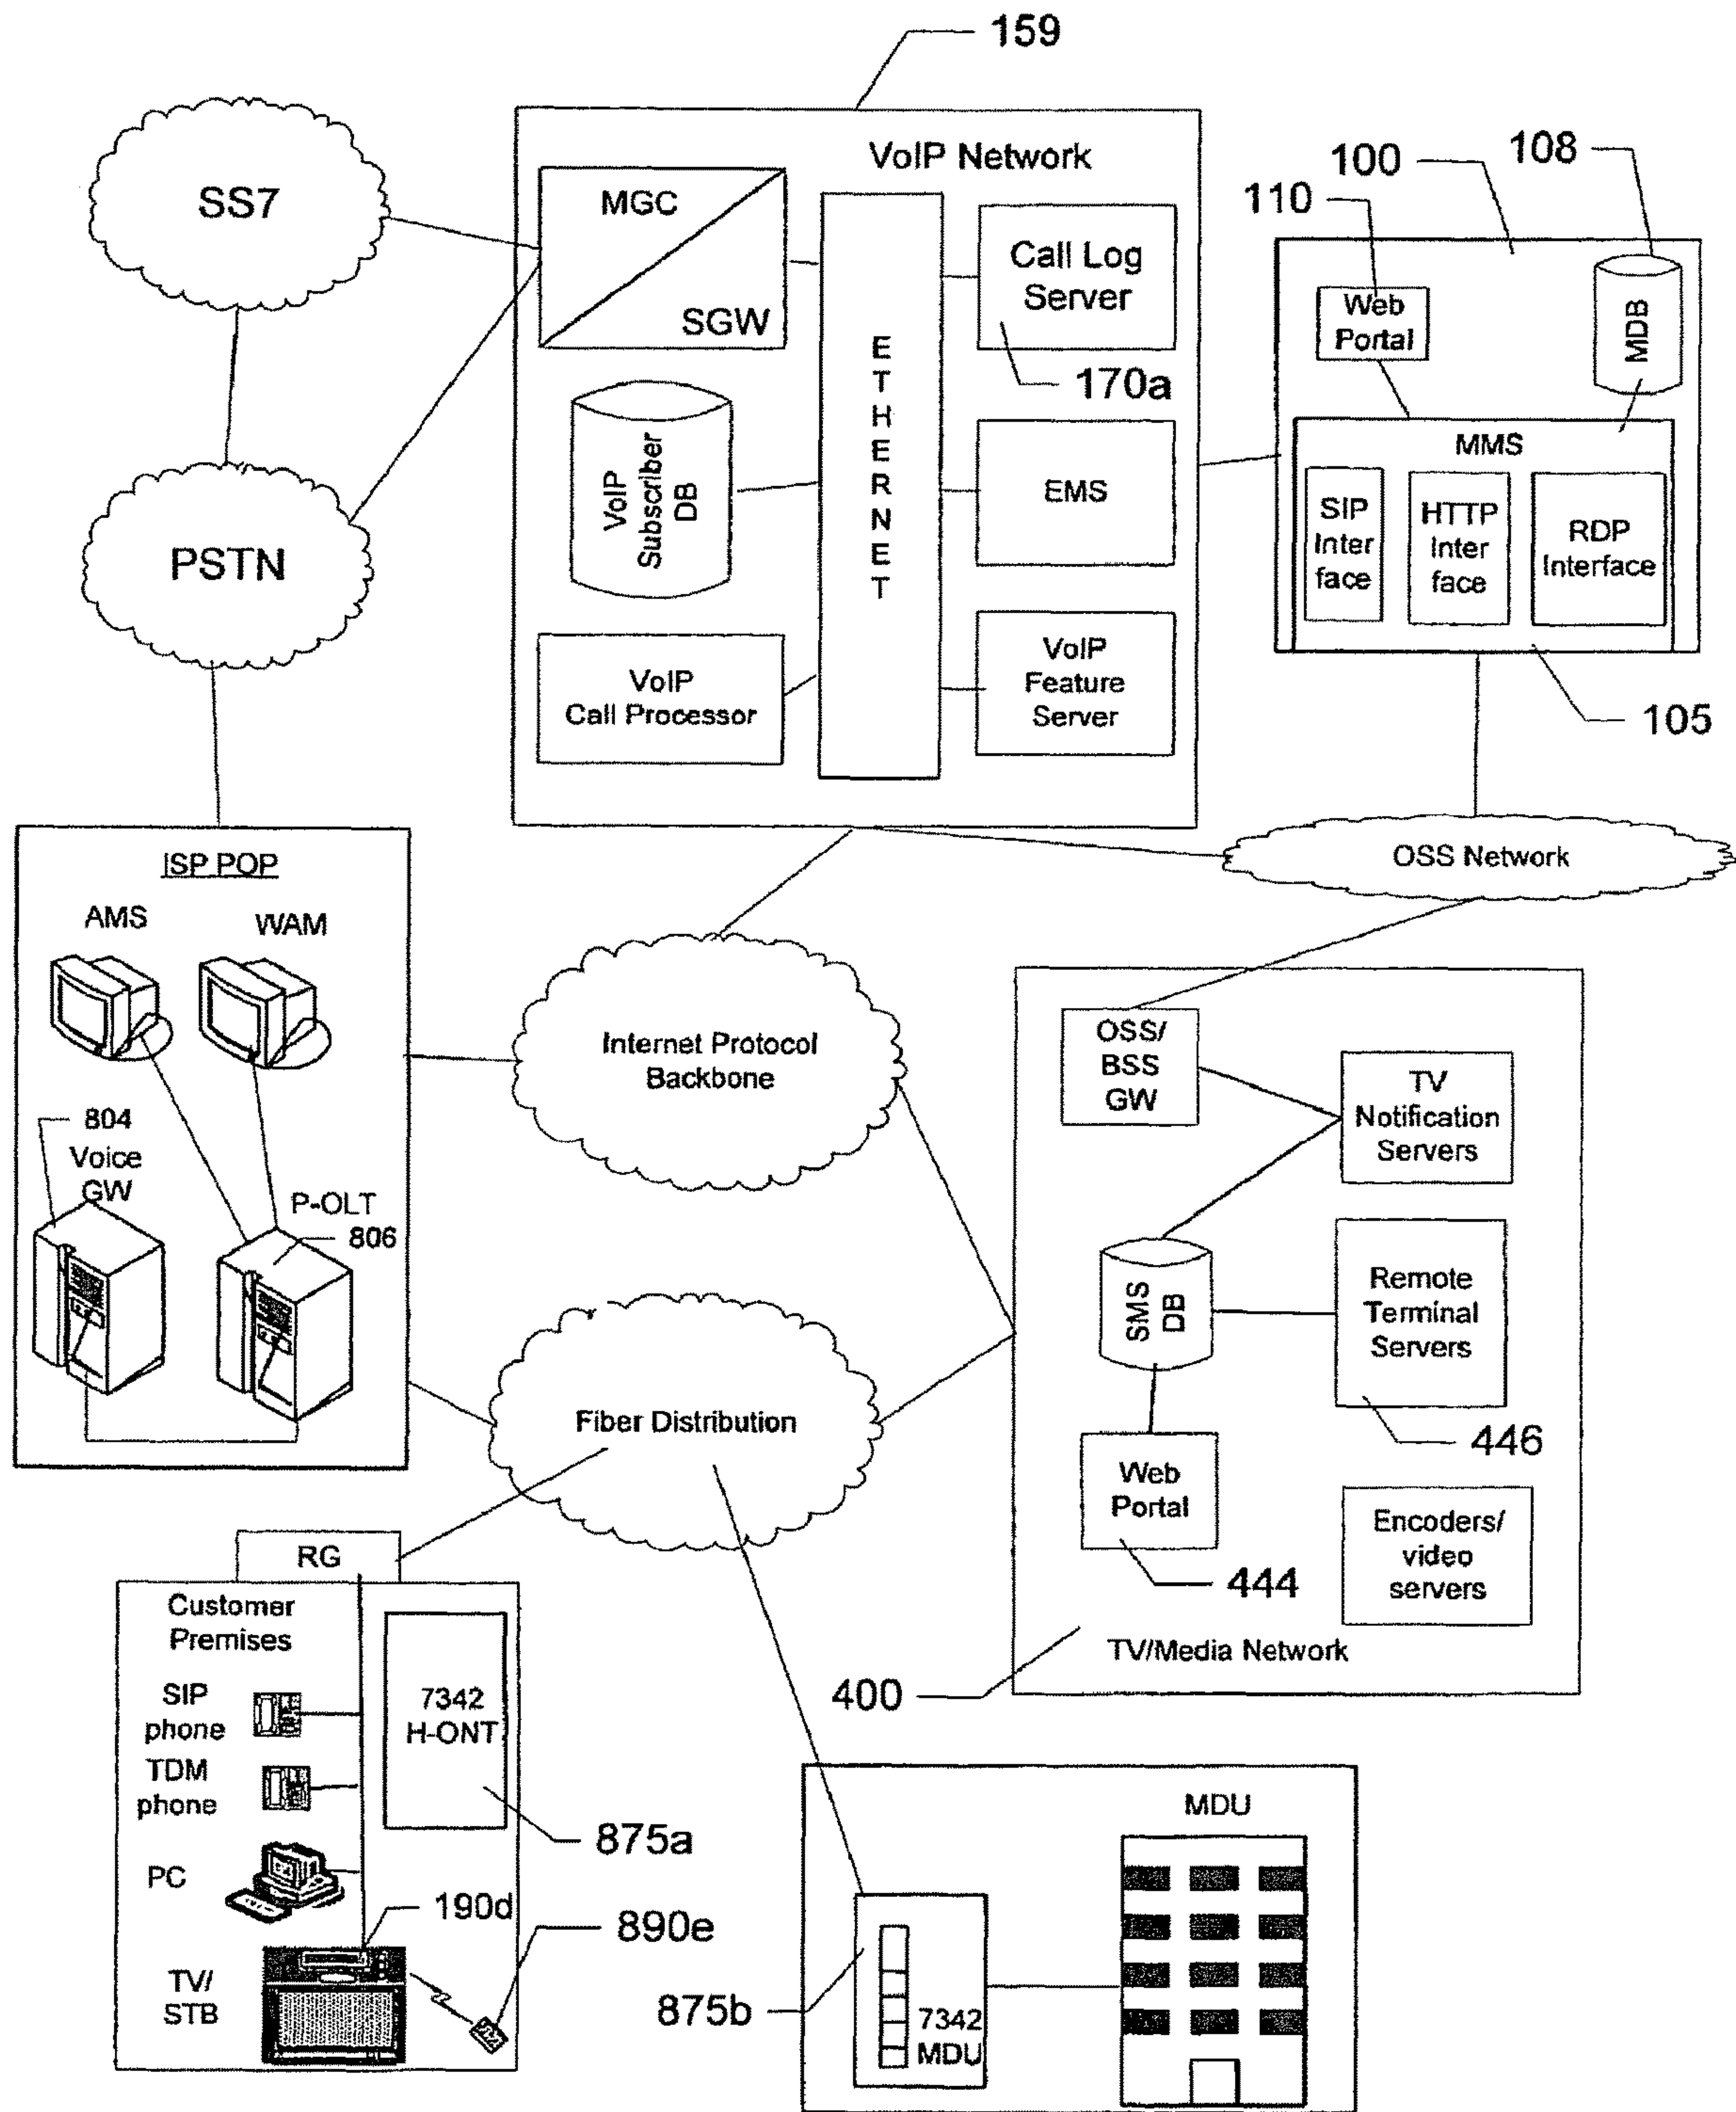 159
VoIP Network
SS7
MGC
SGW
Call Log
Server
170a
ETHERNET
VoIP
Subscriber
DB
EMS
VoIP
Call Processor
VoIP
Feature
Server
PSTN
100
108
110
Web
Portal
MDB
MMS
SIP
Inter
face
HTTP
Inter
face
RDP
Interface
105
OSS Network
ISP POP
AMS
WAM
804
Voice
GW
P-OLT
806
Internet Protocol
Backbone
Fiber Distribution
OSS/
BSS
GW
TV
Notification
Servers
SMS
DB
Remote
Terminal
Servers
446
Web
Portal
444
Encoders/
video
servers
TV/Media Network
400
RG
Customer
Premises
SIP
phone
TDM
phone
PC
TV/
STB
7342
H-ONT
875a
190d
890e
MDU
875b
7342
MDU